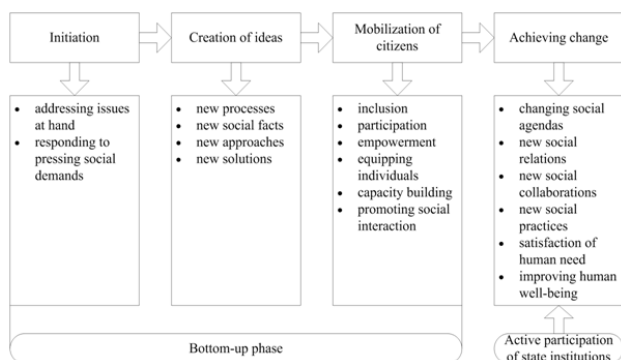 Initiation
Creation of ideas
Mobilization of
citizens
Achieving change
• addressing issues
at hand
• responding to
pressing social
demands
• new processes
• new social facts
• new approaches
• new solutions
• inclusion
• participation
• empowerment
• equipping
individuals
• capacity building
• promoting social
interaction
• changing social
agendas
• new social
relations
• new social
collaborations
• new social
practices
• satisfaction of
human need
• improving human
well-being
Bottom-up phase
Active participation
of state institutions